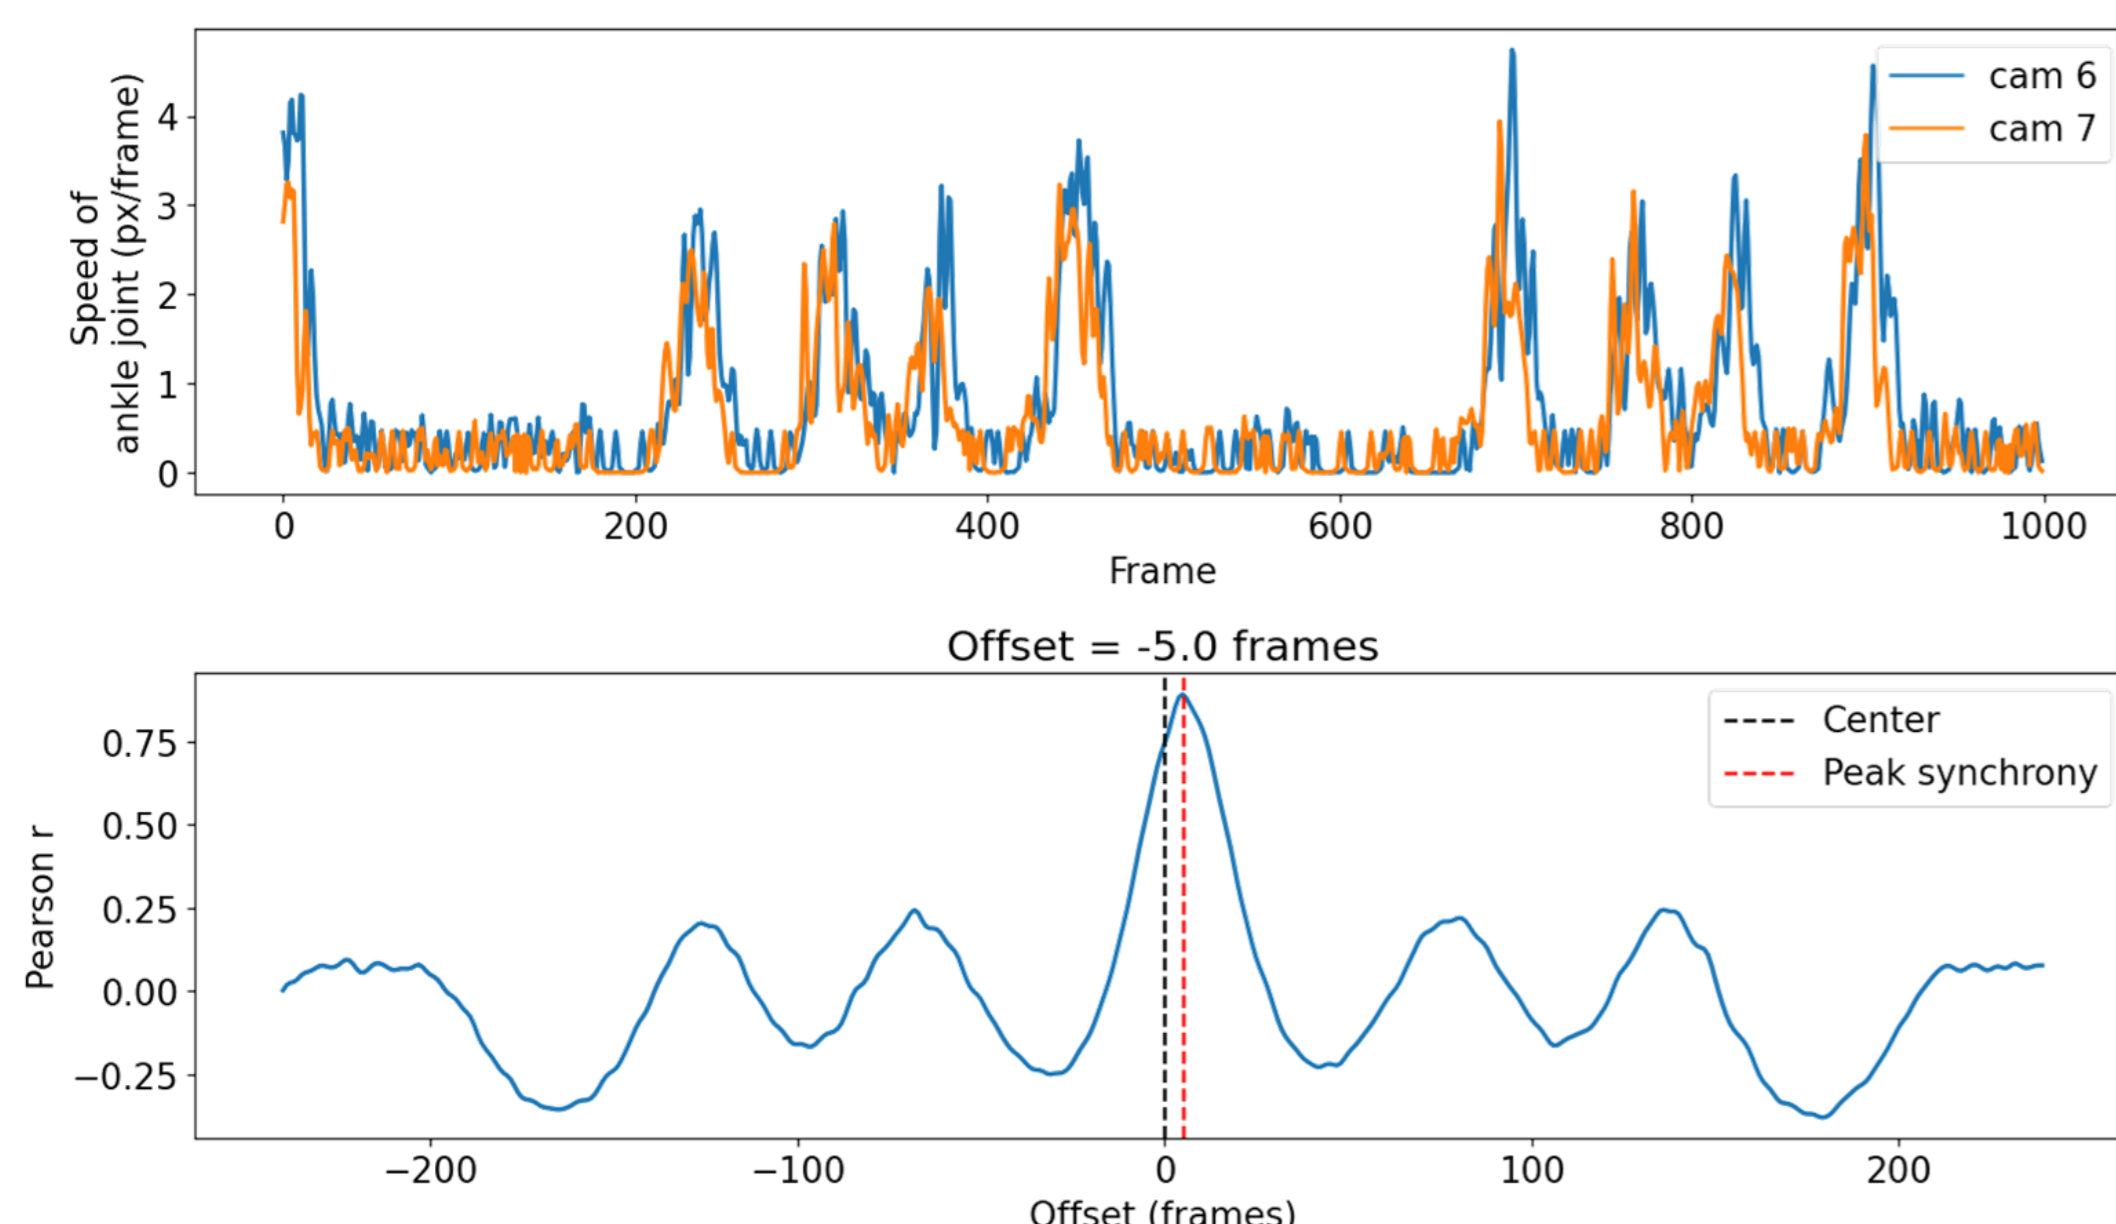 Speed of
ankle joint (px/frame)
4
3
2
1
0
cam 6
cam 7
0 200 400 600 800 1000
Frame
Offset = -5.0 frames
Pearson r
0.75
0.50
0.25
0.00
−0.25
Center
Peak synchrony
−200 −100 0 100 200
Offset (frames)